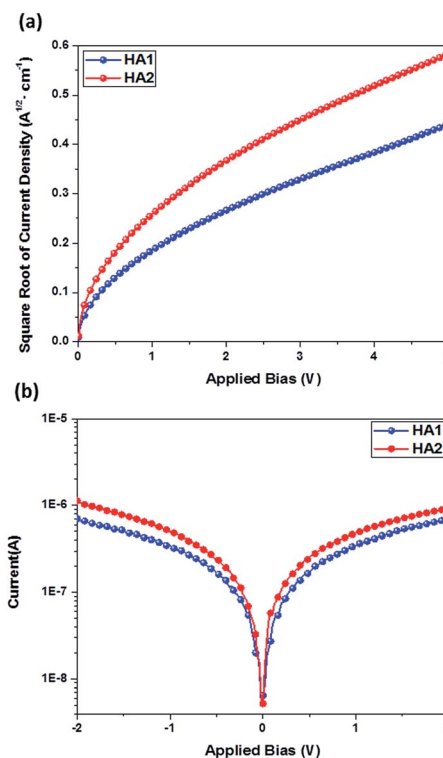 (a)
HA1
HA2
Square Root of Current Density (A^1/2· cm^-1)
0.6
0.5
0.4
0.3
0.2
0.1
0.0
0 1 2 3 4
Applied Bias (V)
(b)
HA1
HA2
Current(A)
1E-5
1E-6
1E-7
1E-8
-2 -1 0 1
Applied Bias (V)